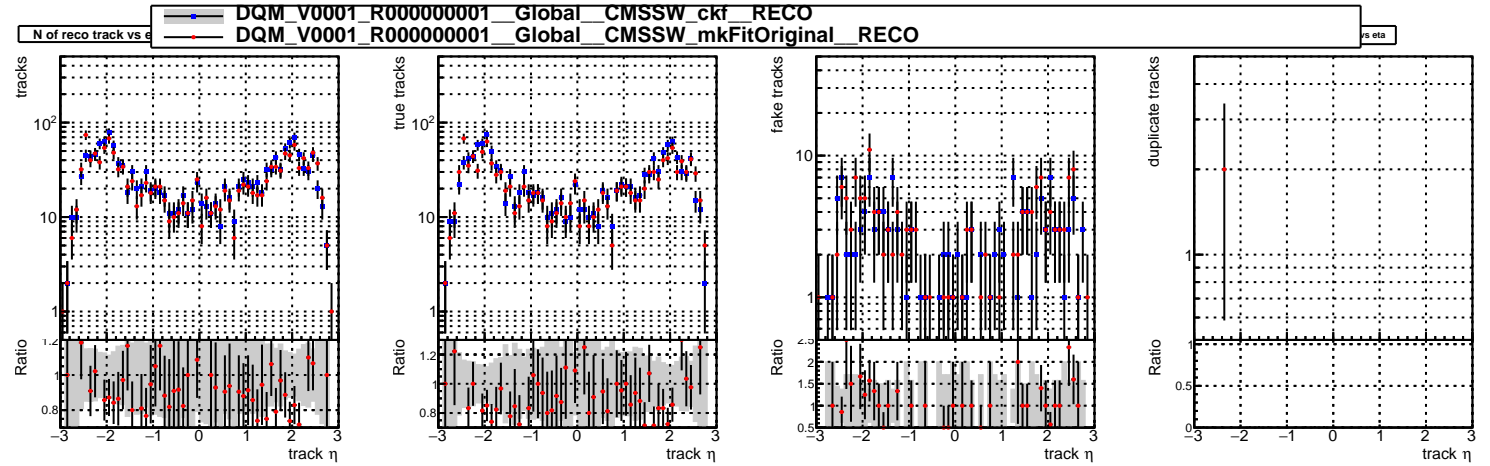 DQM_V0001_R000000001__Global__CMSSW_ckf__RECO
DQM_V0001_R000000001__Global__CMSSW_mkFitOriginal__RECO
N of reco track vs e
vs eta
tracks
10²
10
1
Ratio
1.2
1
0.8
−3 −2 −1 0 1 2 3
track η
true tracks
10²
10
1
Ratio
1.2
1
0.8
−3 −2 −1 0 1 2 3
track η
fake tracks
10
1
Ratio
2.5
2
1.5
1
0.5
−3 −2 −1 0 1 2 3
track η
duplicate tracks
1
Ratio
1
0.5
0
−3 −2 −1 0 1 2 3
track η